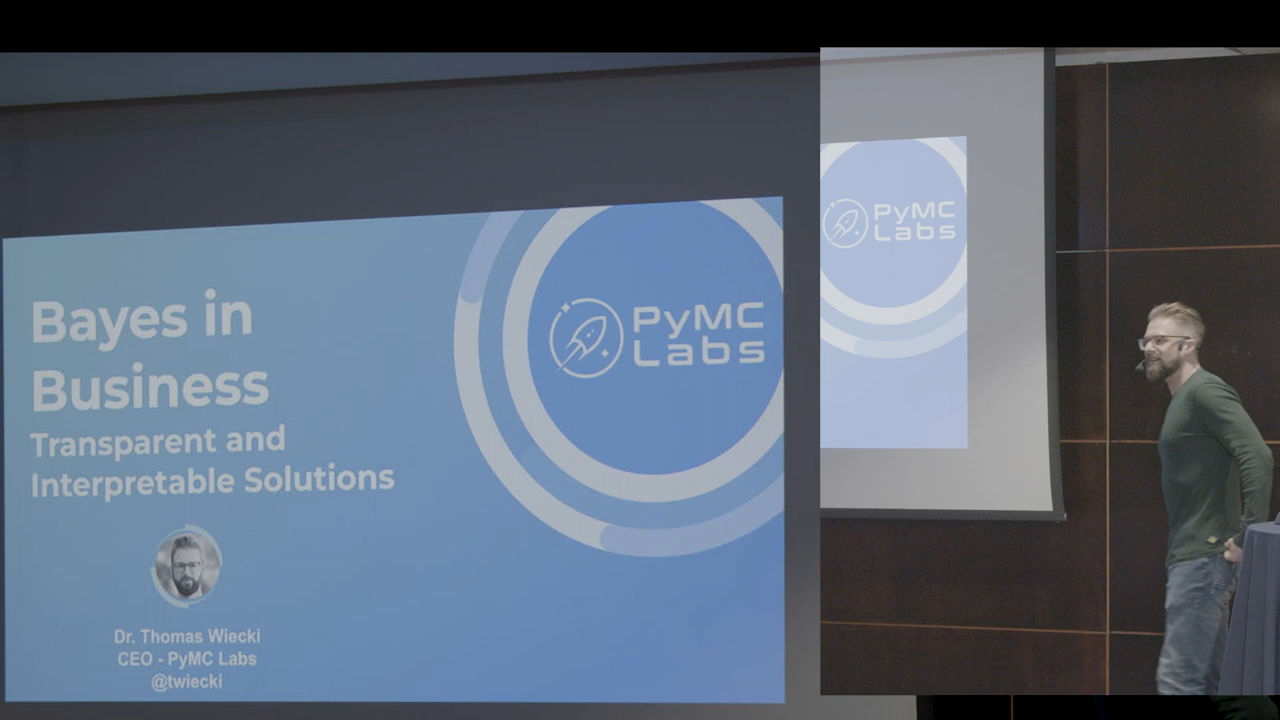 Bayes in
Business
Transparent and
Interpretable Solutions
Dr. Thomas Wiecki
CEO - PyMC Labs
@twiecki
PyMC
Labs
PyMC
Labs